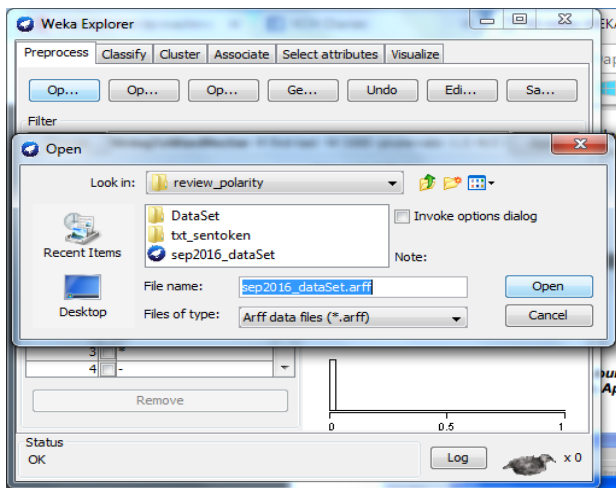 Weka Explorer
Preprocess Classify Cluster Associate Select attributes Visualize
Op... Op... Op... Ge... Undo Edi... Sa...
Filter
Open
Look in: review_polarity
DataSet
txt_sentoken
sep2016_dataSet
Invoke options dialog
Note:
Recent Items
Desktop
File name: sep2016_dataSet.arff Open
Files of type: Arff data files (*.arff) Cancel
3
4 -
Remove
0 0.5 1
Status
OK
Log x 0